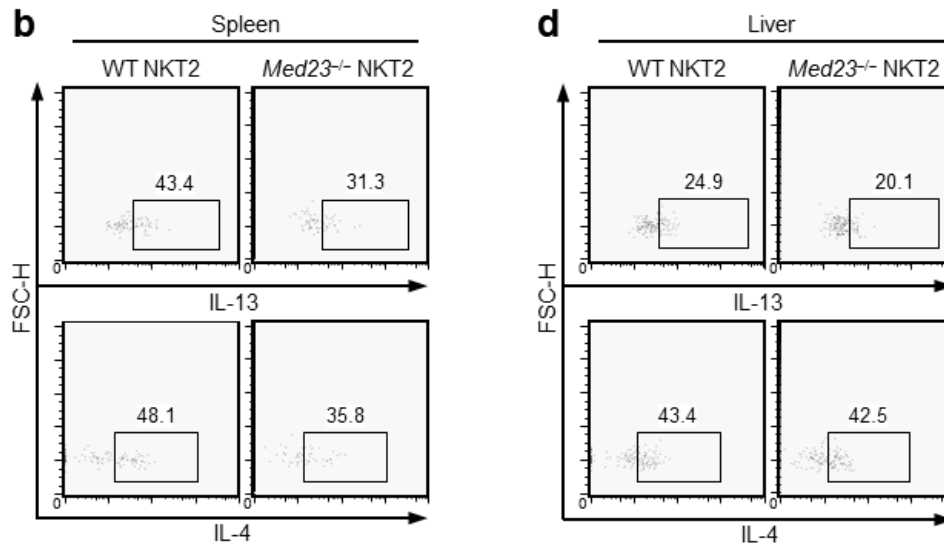 b
Spleen
WT NKT2
Med23–/– NKT2
43.4
31.3
0
0
IL-13
48.1
35.8
0
0
IL-4
FSC-H
d
Liver
WT NKT2
Med23–/– NKT2
24.9
20.1
0
0
IL-13
43.4
42.5
0
0
IL-4
FSC-H